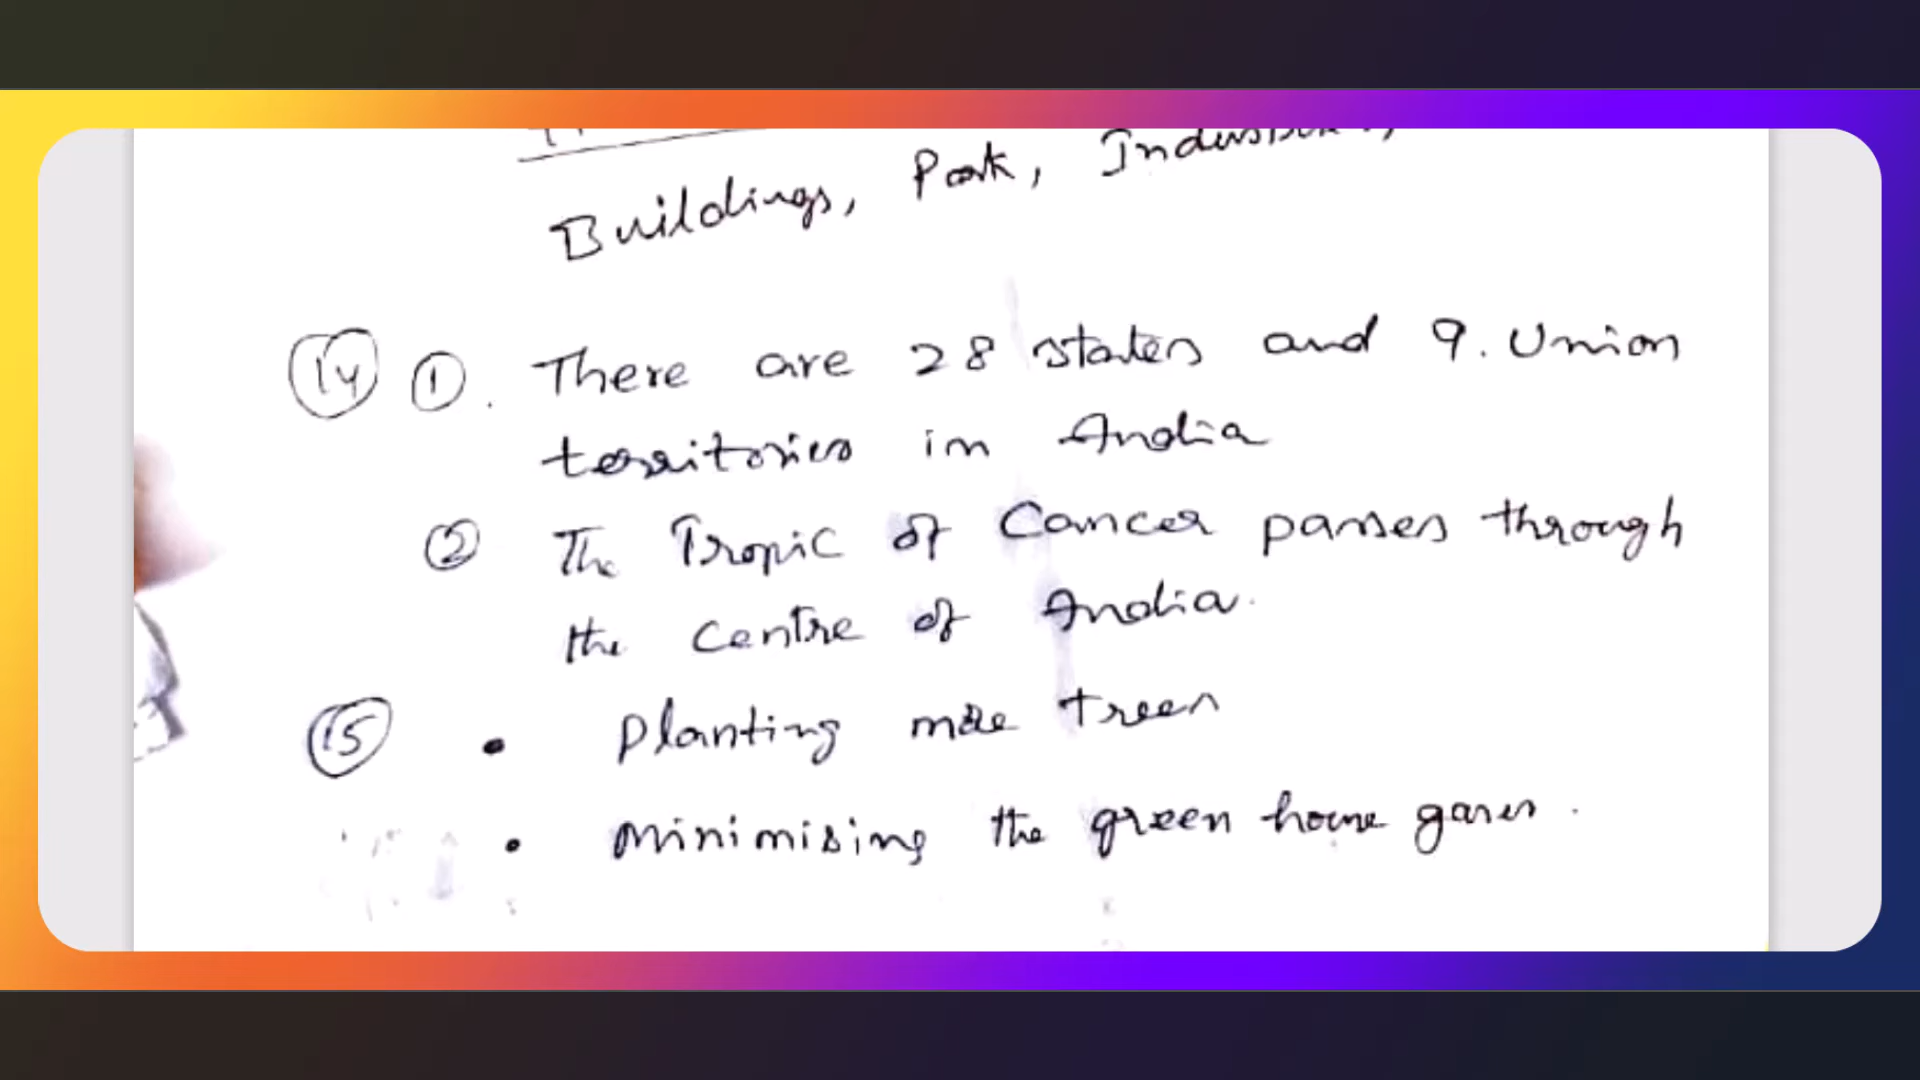 Buildings, Park,
14 1. There are 28 states and 9. Union
territories in India
2 The Tropic of Cancer passes through
the Centre of India.
15 • Planting more trees
• Minimising the green house gases.